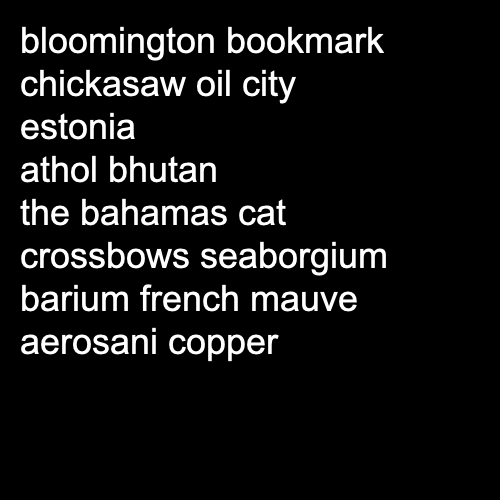 bloomington bookmark
chickasaw oil city
estonia
athol bhutan
the bahamas cat
crossbows seaborgium
barium french mauve
aerosani copper